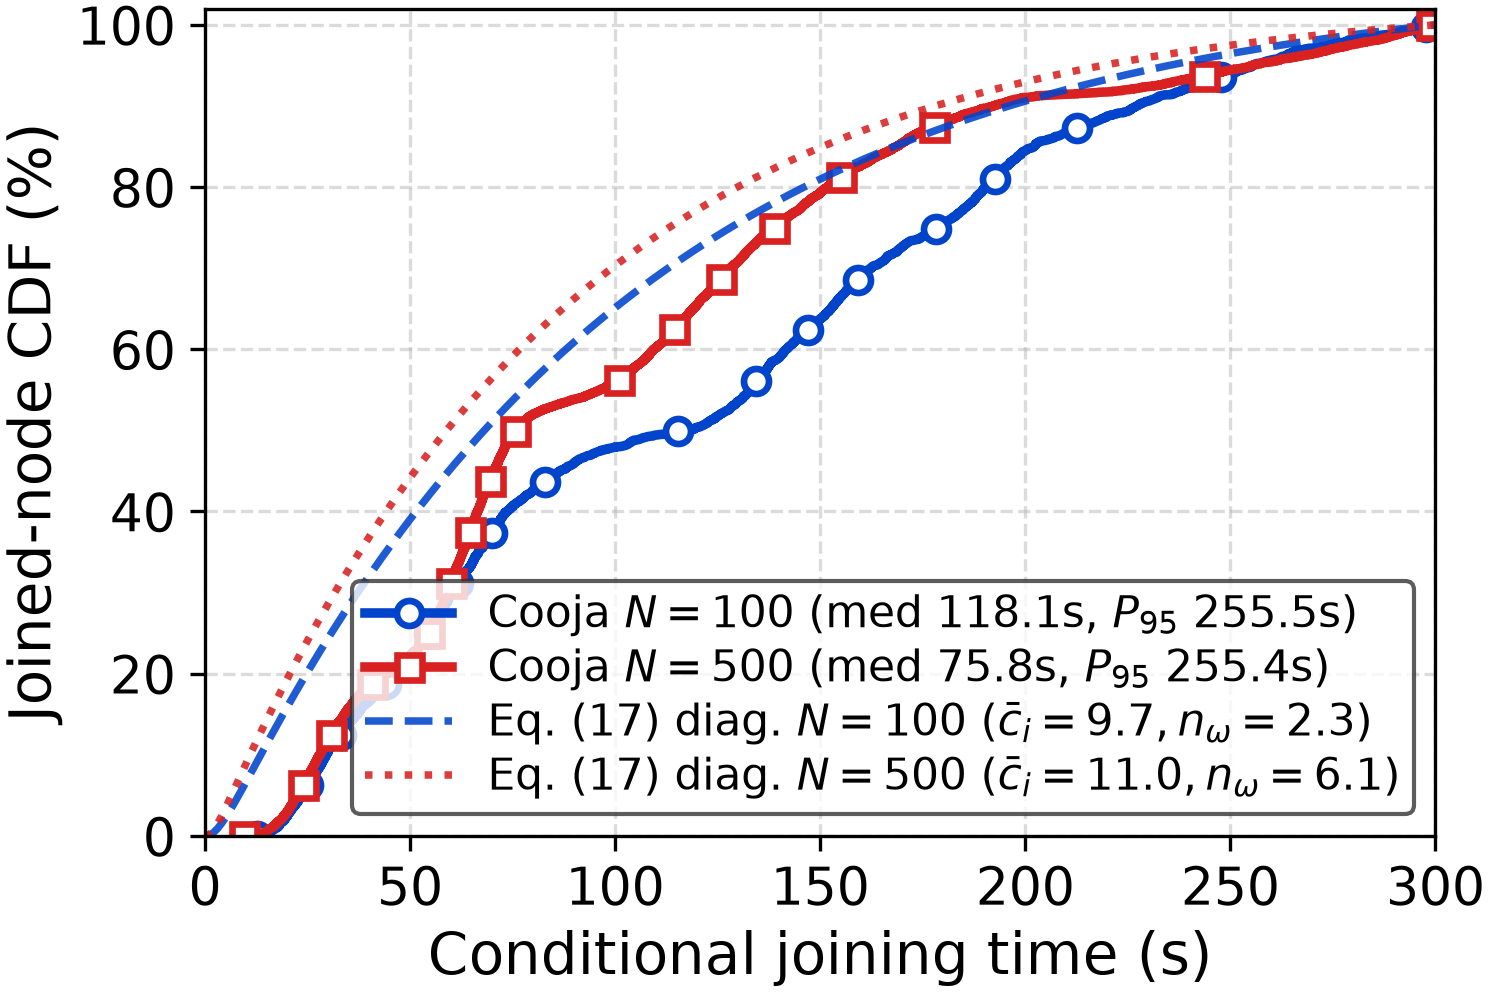 Joined-node CDF (%)
100
80
60
40
20
0
Cooja N = 100 (med 118.1s, P₉₅ 255.5s)
Cooja N = 500 (med 75.8s, P₉₅ 255.4s)
Eq. (17) diag. N = 100 (c̄ᵢ = 9.7, n_ω = 2.3)
Eq. (17) diag. N = 500 (c̄ᵢ = 11.0, n_ω = 6.1)
0 50 100 150 200 250 300
Conditional joining time (s)